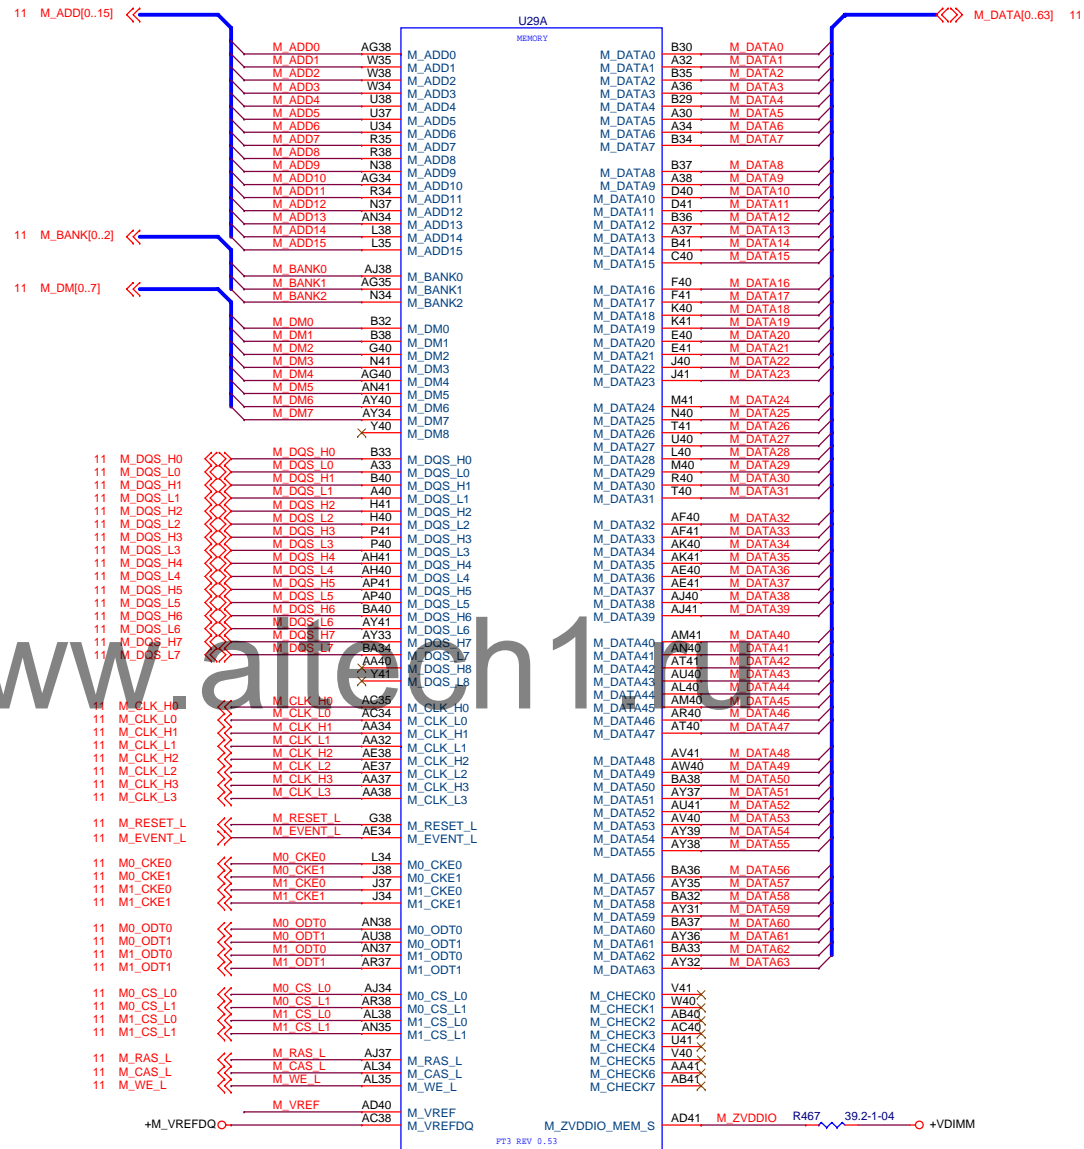 11 M_ADD[0..15]
U29A
MEMORY
M_DATA[0..63] 11
M_ADD0 AG38 M_ADD0
M_ADD1 W35 M_ADD1
M_ADD2 W38 M_ADD2
M_ADD3 W34 M_ADD3
M_ADD4 U38 M_ADD4
M_ADD5 U37 M_ADD5
M_ADD6 U34 M_ADD6
M_ADD7 R35 M_ADD7
M_ADD8 R38 M_ADD8
M_ADD9 N38 M_ADD9
M_ADD10 AG34 M_ADD10
M_ADD11 R34 M_ADD11
M_ADD12 N37 M_ADD12
M_ADD13 AN34 M_ADD13
M_ADD14 L38 M_ADD14
M_ADD15 L35 M_ADD15
11 M_BANK[0..2]
M_BANK0 AJ38 M_BANK0
M_BANK1 AG35 M_BANK1
M_BANK2 N34 M_BANK2
11 M_DM[0..7]
M_DM0 B32 M_DM0
M_DM1 B38 M_DM1
M_DM2 G40 M_DM2
M_DM3 N41 M_DM3
M_DM4 AG40 M_DM4
M_DM5 AN41 M_DM5
M_DM6 AY40 M_DM6
M_DM7 AY34 M_DM7
Y40 M_DM8
11 M_DQS_H0 M_DQS_H0 B33 M_DQS_H0
11 M_DQS_L0 M_DQS_L0 A33 M_DQS_L0
11 M_DQS_H1 M_DQS_H1 B40 M_DQS_H1
11 M_DQS_L1 M_DQS_L1 A40 M_DQS_L1
11 M_DQS_H2 M_DQS_H2 H41 M_DQS_H2
11 M_DQS_L2 M_DQS_L2 H40 M_DQS_L2
11 M_DQS_H3 M_DQS_H3 P41 M_DQS_H3
11 M_DQS_L3 M_DQS_L3 P40 M_DQS_L3
11 M_DQS_H4 M_DQS_H4 AH41 M_DQS_H4
11 M_DQS_L4 M_DQS_L4 AH40 M_DQS_L4
11 M_DQS_H5 M_DQS_H5 AP41 M_DQS_H5
11 M_DQS_L5 M_DQS_L5 AP40 M_DQS_L5
11 M_DQS_H6 M_DQS_H6 BA40 M_DQS_H6
11 M_DQS_L6 M_DQS_L6 AY41 M_DQS_L6
11 M_DQS_H7 M_DQS_H7 AY33 M_DQS_H7
11 M_DQS_L7 M_DQS_L7 BA34 M_DQS_L7
AA40 M_DQS_H8
Y41 M_DQS_L8
ww.aitech1.ru
11 M_CLK_H0 M_CLK_H0 AC35 M_CLK_H0
11 M_CLK_L0 M_CLK_L0 AC34 M_CLK_L0
11 M_CLK_H1 M_CLK_H1 AA34 M_CLK_H1
11 M_CLK_L1 M_CLK_L1 AA32 M_CLK_L1
11 M_CLK_H2 M_CLK_H2 AE38 M_CLK_H2
11 M_CLK_L2 M_CLK_L2 AE37 M_CLK_L2
11 M_CLK_H3 M_CLK_H3 AA37 M_CLK_H3
11 M_CLK_L3 M_CLK_L3 AA38 M_CLK_L3
11 M_RESET_L M_RESET_L G38 M_RESET_L
11 M_EVENT_L M_EVENT_L AE34 M_EVENT_L
11 M0_CKE0 M0_CKE0 L34 M0_CKE0
11 M0_CKE1 M0_CKE1 J38 M0_CKE1
11 M1_CKE0 M1_CKE0 J37 M1_CKE0
11 M1_CKE1 M1_CKE1 J34 M1_CKE1
11 M0_ODT0 M0_ODT0 AN38 M0_ODT0
11 M0_ODT1 M0_ODT1 AU38 M0_ODT1
11 M1_ODT0 M1_ODT0 AN37 M1_ODT0
11 M1_ODT1 M1_ODT1 AR37 M1_ODT1
11 M0_CS_L0 M0_CS_L0 AJ34 M0_CS_L0
11 M0_CS_L1 M0_CS_L1 AR38 M0_CS_L1
11 M1_CS_L0 M1_CS_L0 AL38 M1_CS_L0
11 M1_CS_L1 M1_CS_L1 AN35 M1_CS_L1
11 M_RAS_L M_RAS_L AJ37 M_RAS_L
11 M_CAS_L M_CAS_L AL34 M_CAS_L
11 M_WE_L M_WE_L AL35 M_WE_L
M_VREF AD40 M_VREF
+M_VREFDQ AC38 M_VREFDQ
M_DATA0 B30 M_DATA0
M_DATA1 A32 M_DATA1
M_DATA2 B35 M_DATA2
M_DATA3 A36 M_DATA3
M_DATA4 B29 M_DATA4
M_DATA5 A30 M_DATA5
M_DATA6 A34 M_DATA6
M_DATA7 B34 M_DATA7
M_DATA8 B37 M_DATA8
M_DATA9 A38 M_DATA9
M_DATA10 D40 M_DATA10
M_DATA11 D41 M_DATA11
M_DATA12 B36 M_DATA12
M_DATA13 A37 M_DATA13
M_DATA14 B41 M_DATA14
M_DATA15 C40 M_DATA15
M_DATA16 F40 M_DATA16
M_DATA17 F41 M_DATA17
M_DATA18 K40 M_DATA18
M_DATA19 K41 M_DATA19
M_DATA20 E40 M_DATA20
M_DATA21 E41 M_DATA21
M_DATA22 J40 M_DATA22
M_DATA23 J41 M_DATA23
M_DATA24 M41 M_DATA24
M_DATA25 N40 M_DATA25
M_DATA26 T41 M_DATA26
M_DATA27 U40 M_DATA27
M_DATA28 L40 M_DATA28
M_DATA29 M40 M_DATA29
M_DATA30 R40 M_DATA30
M_DATA31 T40 M_DATA31
M_DATA32 AF40 M_DATA32
M_DATA33 AF41 M_DATA33
M_DATA34 AK40 M_DATA34
M_DATA35 AK41 M_DATA35
M_DATA36 AE40 M_DATA36
M_DATA37 AE41 M_DATA37
M_DATA38 AJ40 M_DATA38
M_DATA39 AJ41 M_DATA39
M_DATA40 AM41 M_DATA40
M_DATA41 AN40 M_DATA41
M_DATA42 AT41 M_DATA42
M_DATA43 AU40 M_DATA43
M_DATA44 AL40 M_DATA44
M_DATA45 AM40 M_DATA45
M_DATA46 AR40 M_DATA46
M_DATA47 AT40 M_DATA47
M_DATA48 AV41 M_DATA48
M_DATA49 AW40 M_DATA49
M_DATA50 BA38 M_DATA50
M_DATA51 AY37 M_DATA51
M_DATA52 AU41 M_DATA52
M_DATA53 AV40 M_DATA53
M_DATA54 AY39 M_DATA54
M_DATA55 AY38 M_DATA55
M_DATA56 BA36 M_DATA56
M_DATA57 AY35 M_DATA57
M_DATA58 BA32 M_DATA58
M_DATA59 AY31 M_DATA59
M_DATA60 BA37 M_DATA60
M_DATA61 AY36 M_DATA61
M_DATA62 BA33 M_DATA62
M_DATA63 AY32 M_DATA63
M_CHECK0 V41
M_CHECK1 W40
M_CHECK2 AB40
M_CHECK3 AC40
M_CHECK4 U41
M_CHECK5 V40
M_CHECK6 AA41
M_CHECK7 AB41
M_ZVDDIO_MEM_S AD41 M_ZVDDIO R467 39.2-1-04 +VDIMM
FT3 REV 0.53